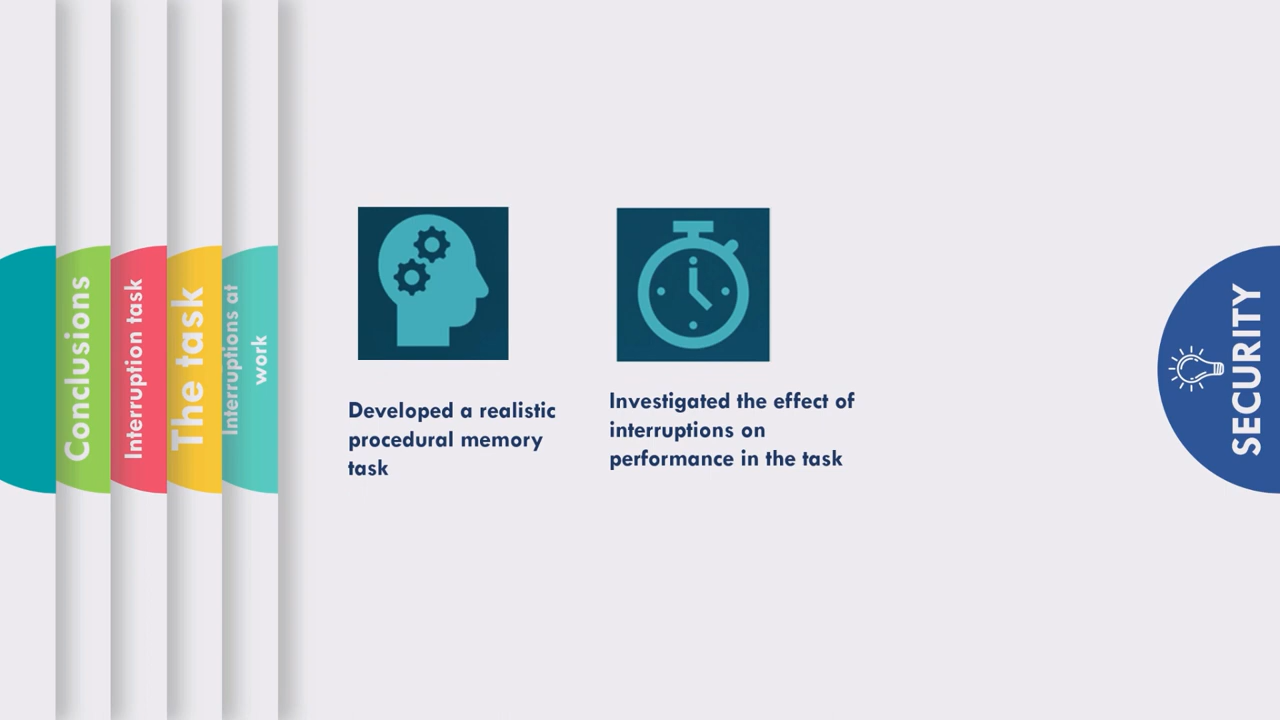 Conclusions
Interruption task
The task
Interruptions at
work
Developed a realistic
procedural memory
task
Investigated the effect of
interruptions on
performance in the task
SECURITY